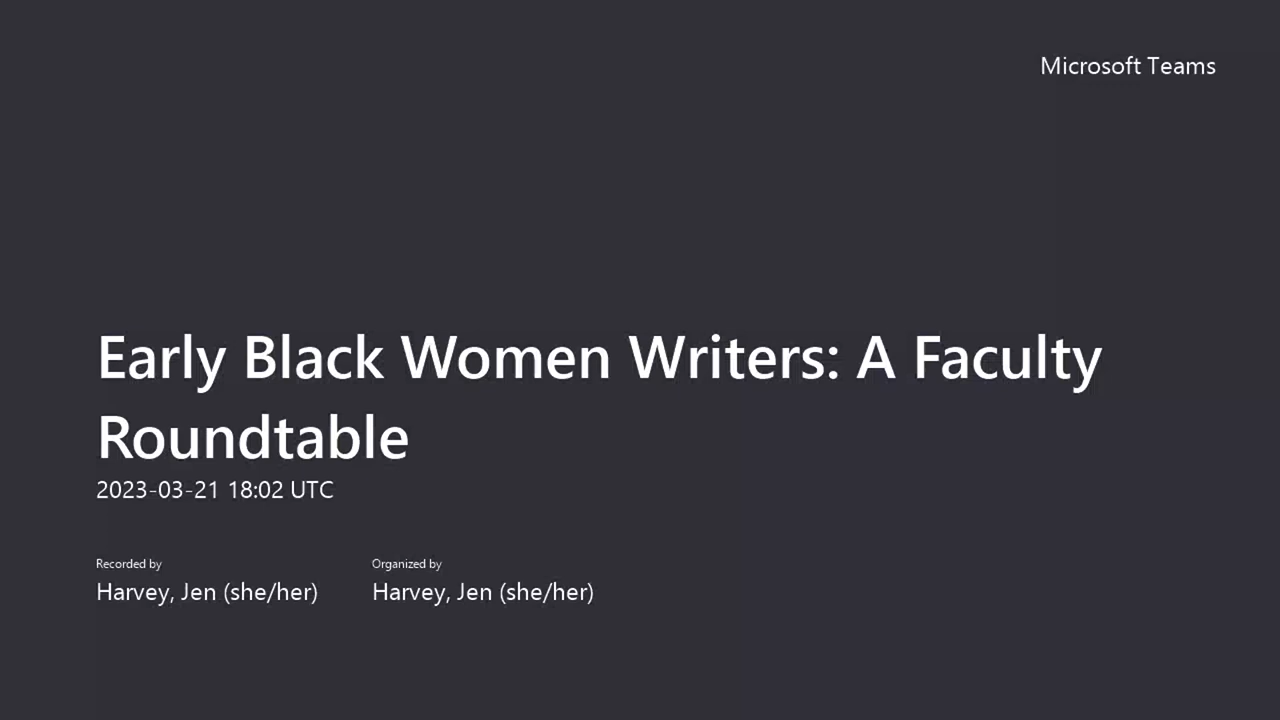 Microsoft Teams
Early Black Women Writers: A Faculty
Roundtable
2023-03-21 18:02 UTC
Recorded by
Harvey, Jen (she/her)
Organized by
Harvey, Jen (she/her)